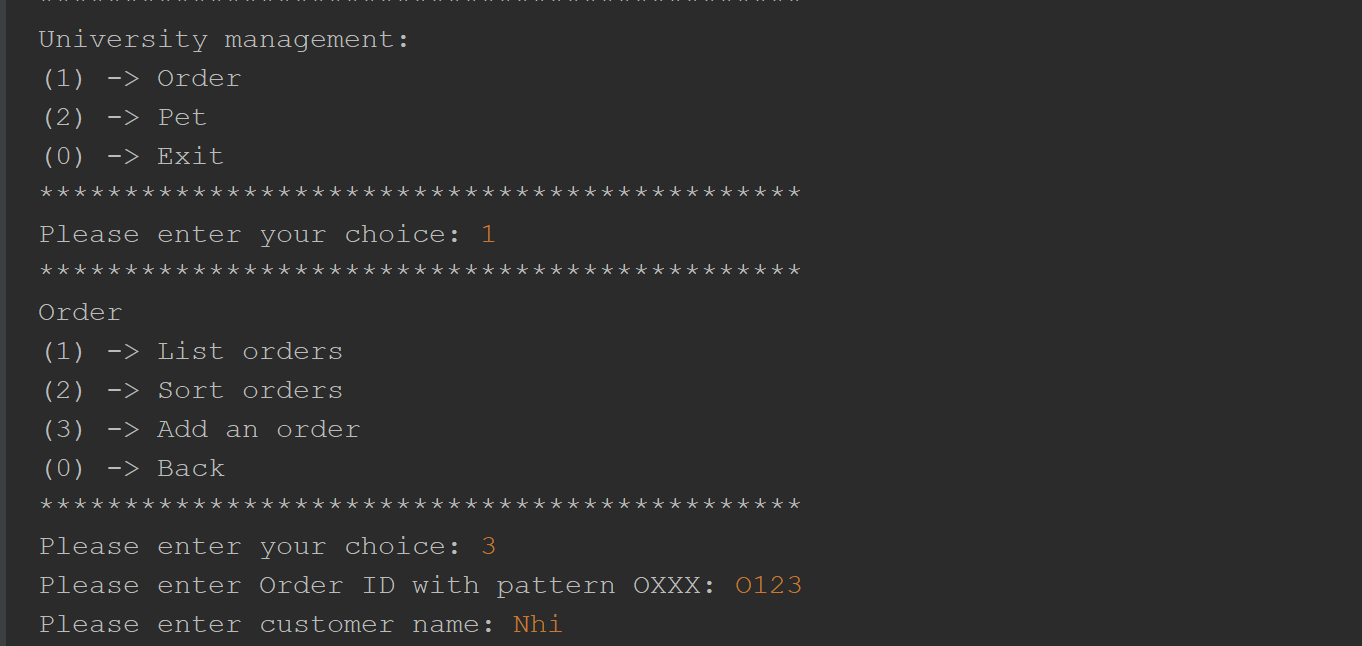 *********************************************
University management:
(1) -> Order
(2) -> Pet
(0) -> Exit
*********************************************
Please enter your choice: 1
*********************************************
Order
(1) -> List orders
(2) -> Sort orders
(3) -> Add an order
(0) -> Back
*********************************************
Please enter your choice: 3
Please enter Order ID with pattern OXXX: O123
Please enter customer name: Nhi